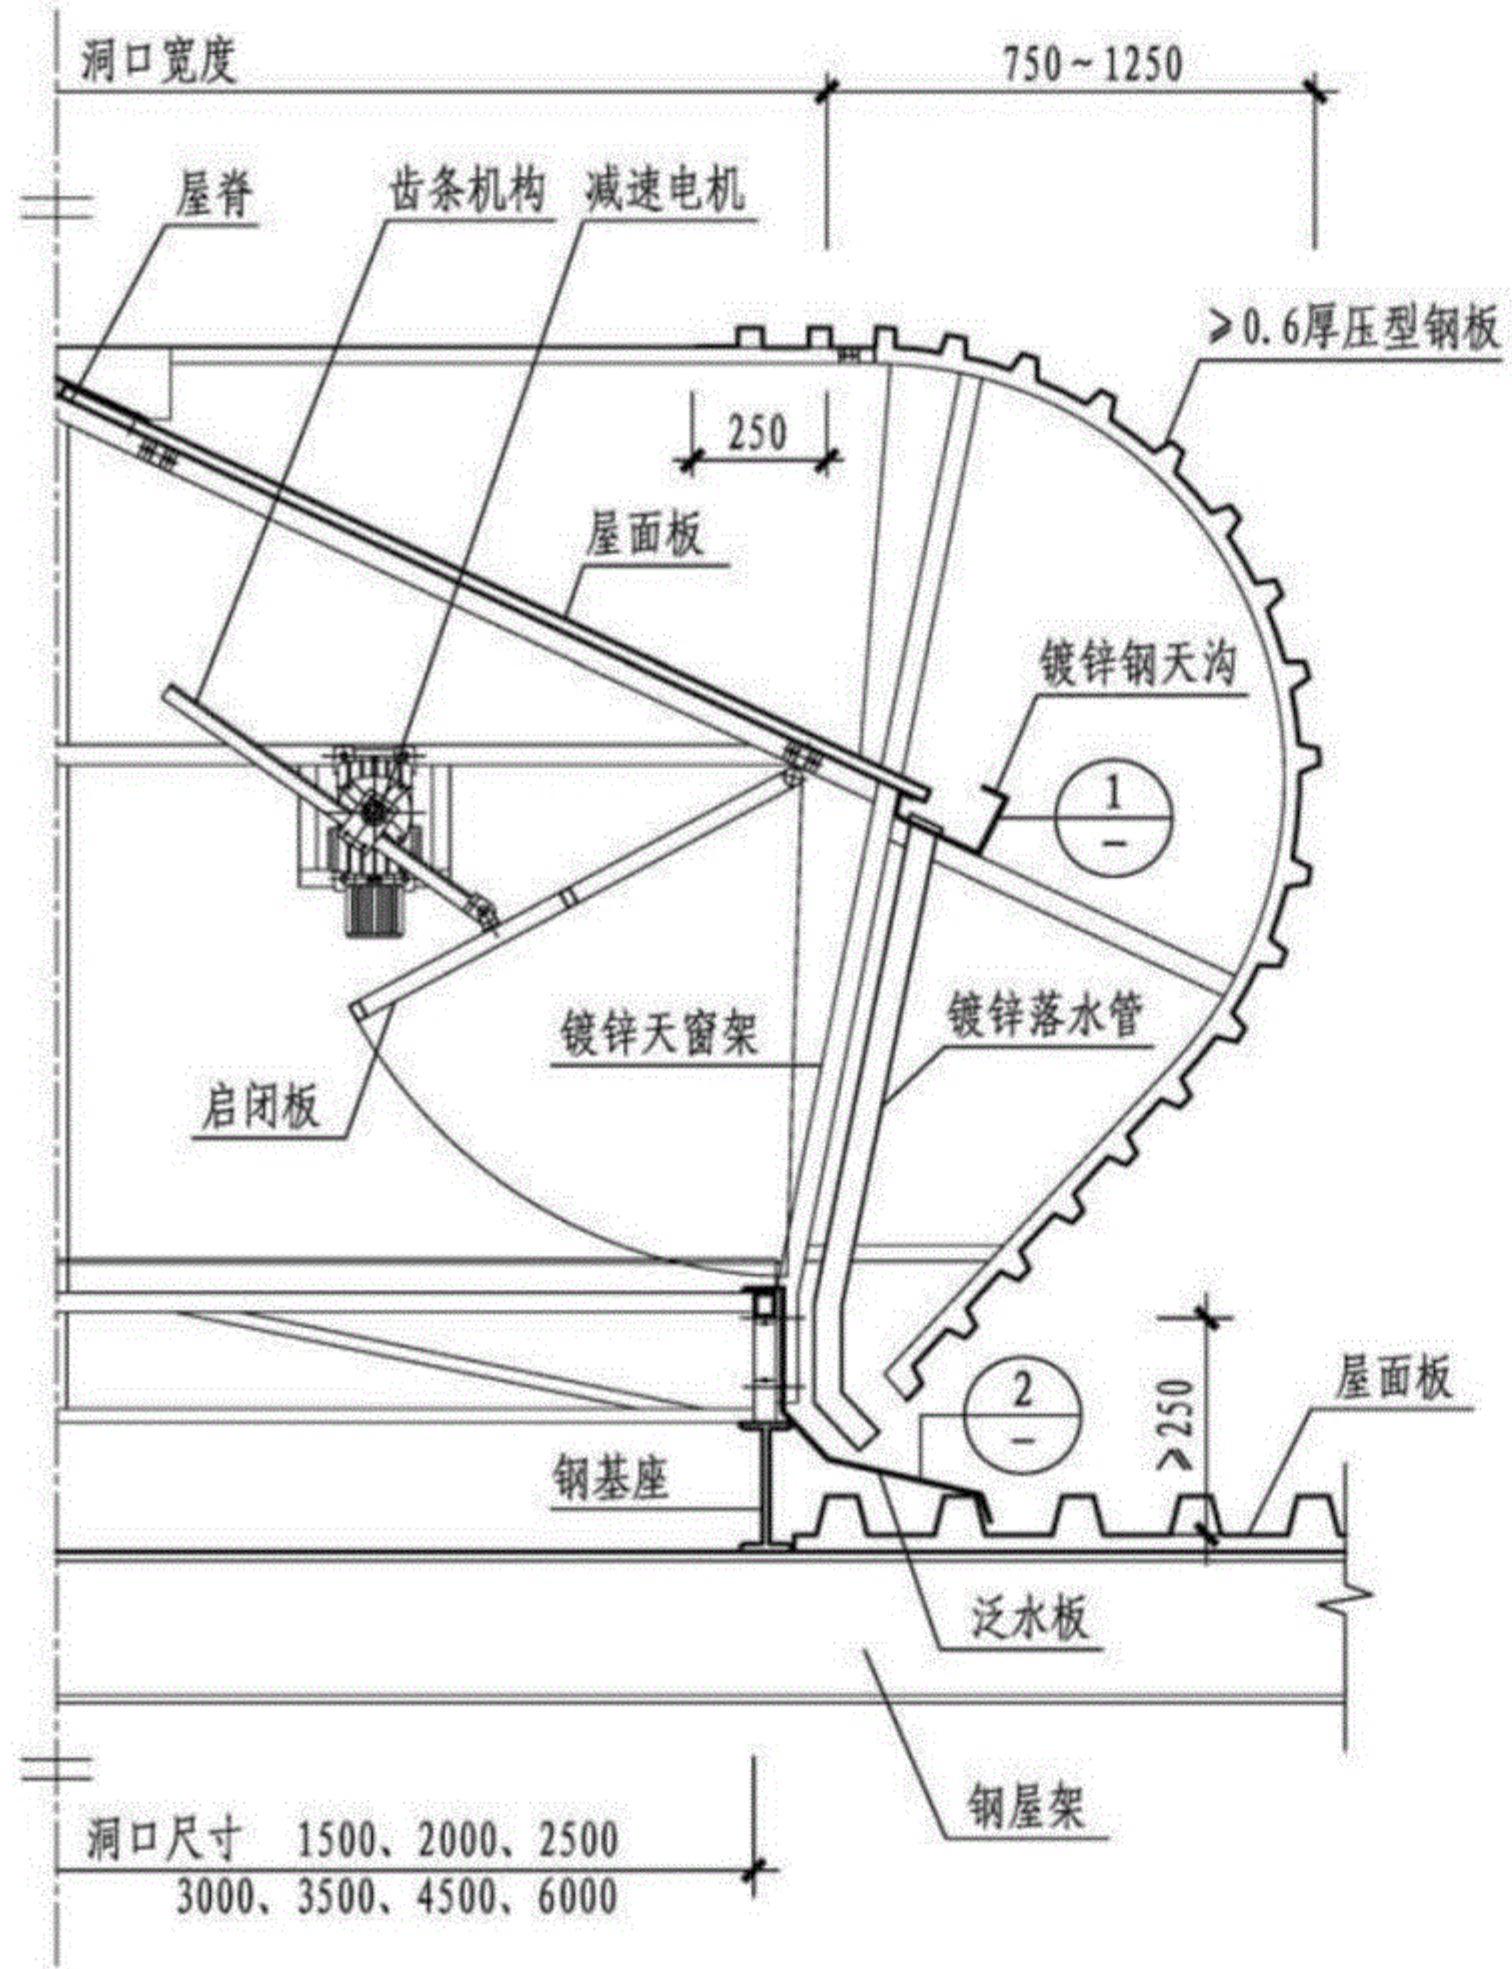 洞口宽度
750~1250
屋脊
齿条机构
减速电机
≥0.6厚压型钢板
250
屋面板
镀锌钢天沟
1
—
镀锌天窗架
镀锌落水管
启闭板
2
—
≥250
屋面板
钢基座
泛水板
钢屋架
洞口尺寸 1500、2000、2500
3000、3500、4500、6000